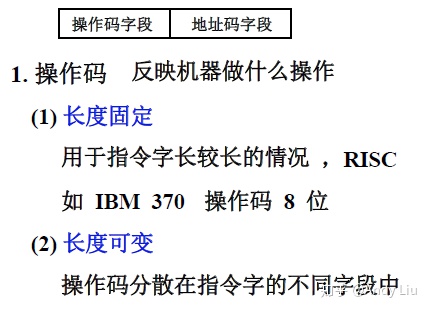 操作码字段 地址码字段
1. 操作码 反映机器做什么操作
(1) 长度固定
用于指令字长较长的情况 ，RISC
如 IBM 370 操作码 8 位
(2) 长度可变
操作码分散在指令字的不同字段中
Liu